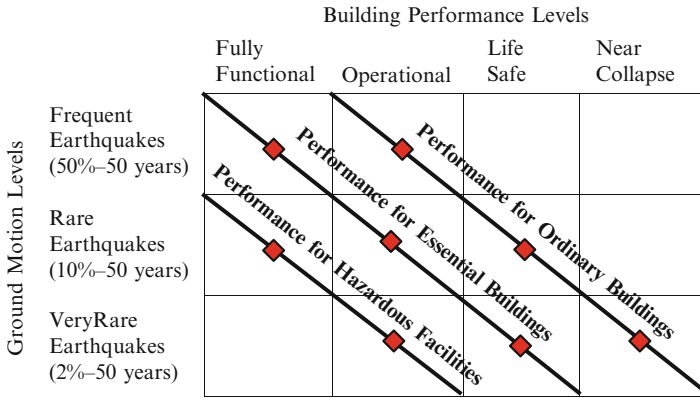 Building Performance Levels
Fully
Functional
Operational
Life
Safe
Near
Collapse
Ground Motion Levels
Frequent
Earthquakes
(50%–50 years)
Rare
Earthquakes
(10%–50 years)
VeryRare
Earthquakes
(2%–50 years)
Performance for Ordinary Buildings
Performance for Essential Buildings
Performance for Hazardous Facilities